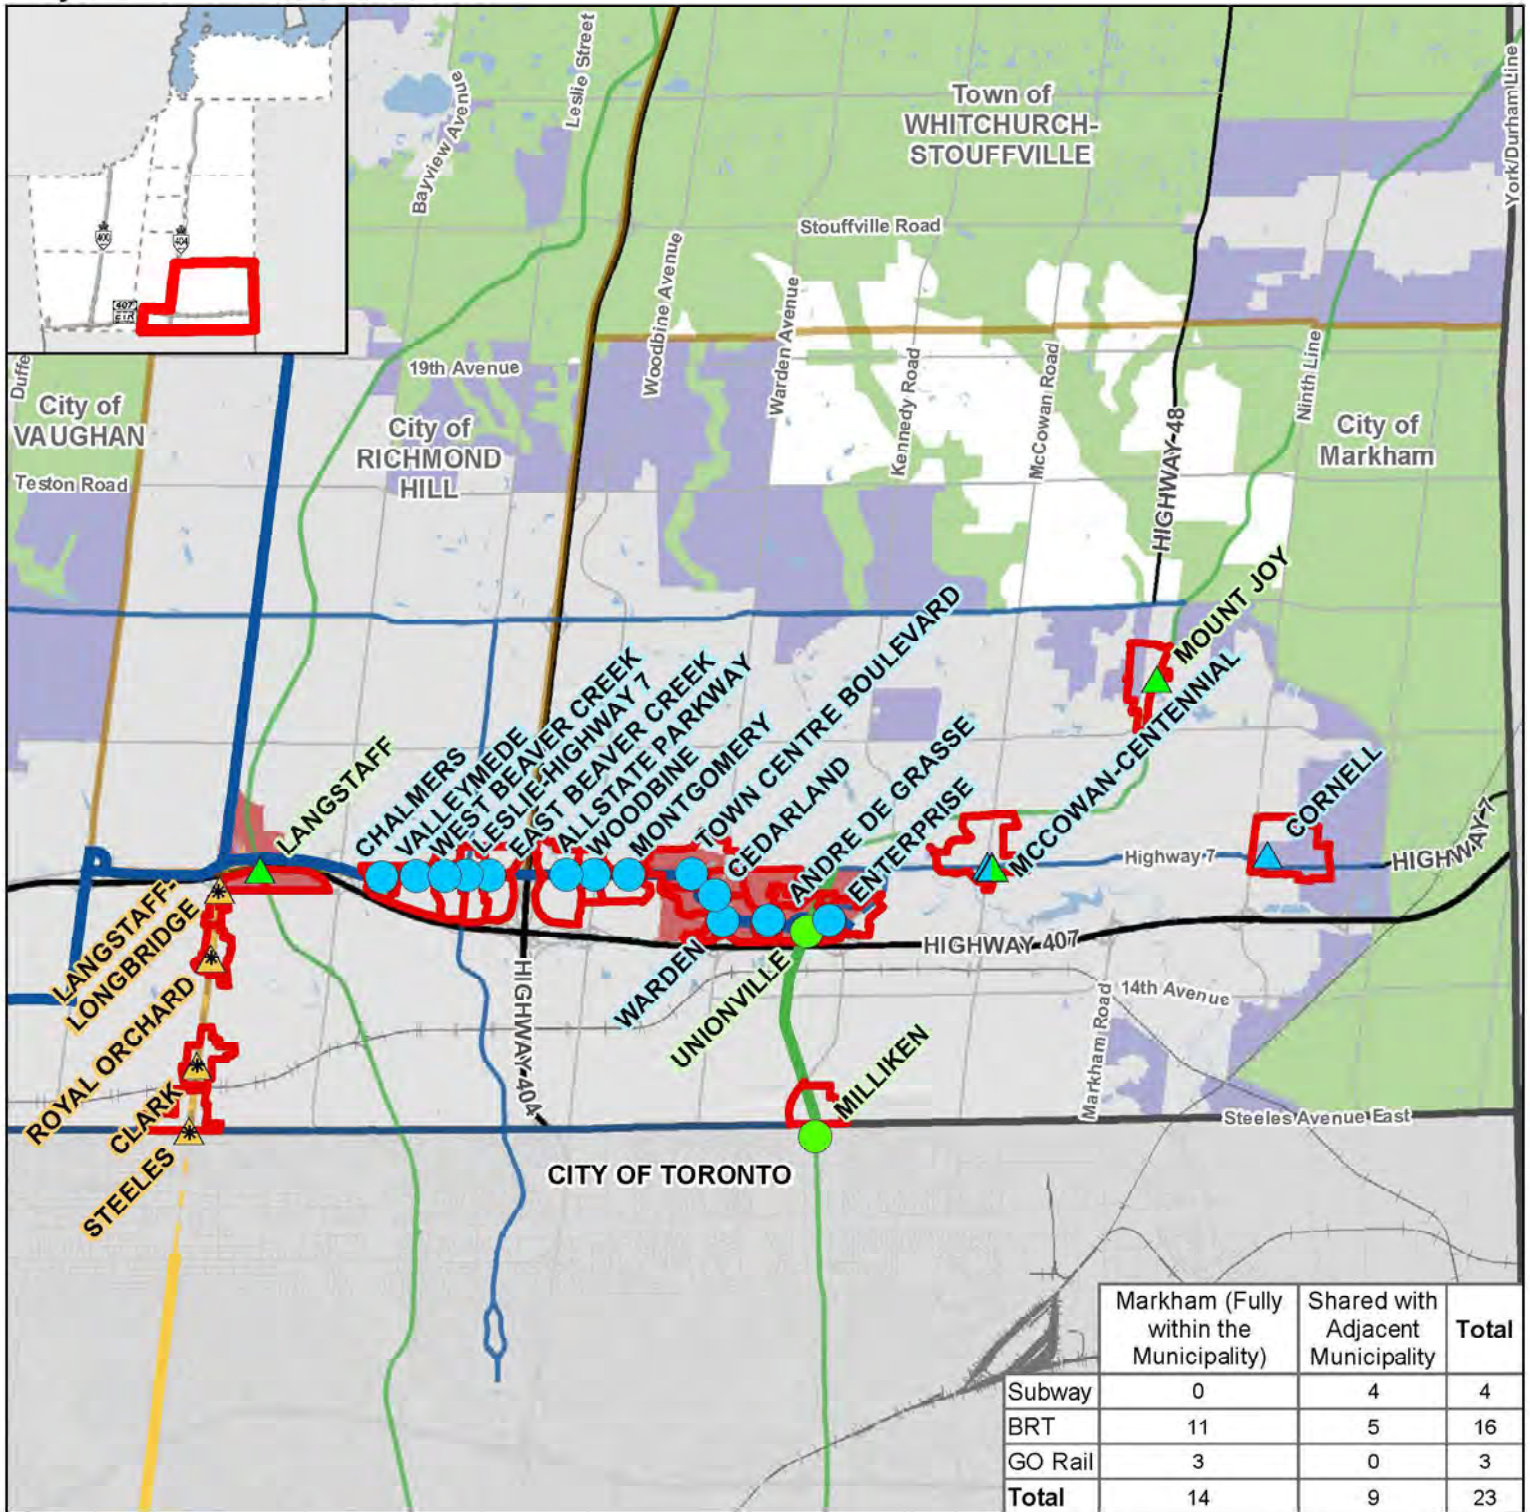 Leslie Street
Bayview Avenue
Town of
WHITCHURCH-
STOUFFVILLE
York/Durham Line
Stouffville Road
400
404
407
ETR
Woodbine Avenue
Warden Avenue
Kennedy Road
McCowan Road
HIGHWAY 48
Ninth Line
19th Avenue
City of
VAUGHAN
City of
RICHMOND
HILL
City of
Markham
Teston Road
MOUNT JOY
LANGSTAFF
CHALMERS
VALLEYMEDE
WEST BEAVER CREEK
LESLIE-HIGHWAY 7
EAST BEAVER CREEK
ALLSTATE PARKWAY
WOODBINE
MONTGOMERY
TOWN CENTRE BOULEVARD
CEDARLAND
ANDRE DE GRASSE
ENTERPRISE
MCCOWAN-CENTENNIAL
CORNELL
Highway 7
HIGHWAY-7
LANGSTAFF-
LONGBRIDGE
ROYAL ORCHARD
CLARK
STEELES
WARDEN
UNIONVILLE
MILLIKEN
HIGHWAY 407
HIGHWAY-404
14th Avenue
Markham Road
Steeles Avenue East
CITY OF TORONTO
Markham (Fully within the Municipality) Shared with Adjacent Municipality Total
Subway 0 4 4
BRT 11 5 16
GO Rail 3 0 3
Total 14 9 23